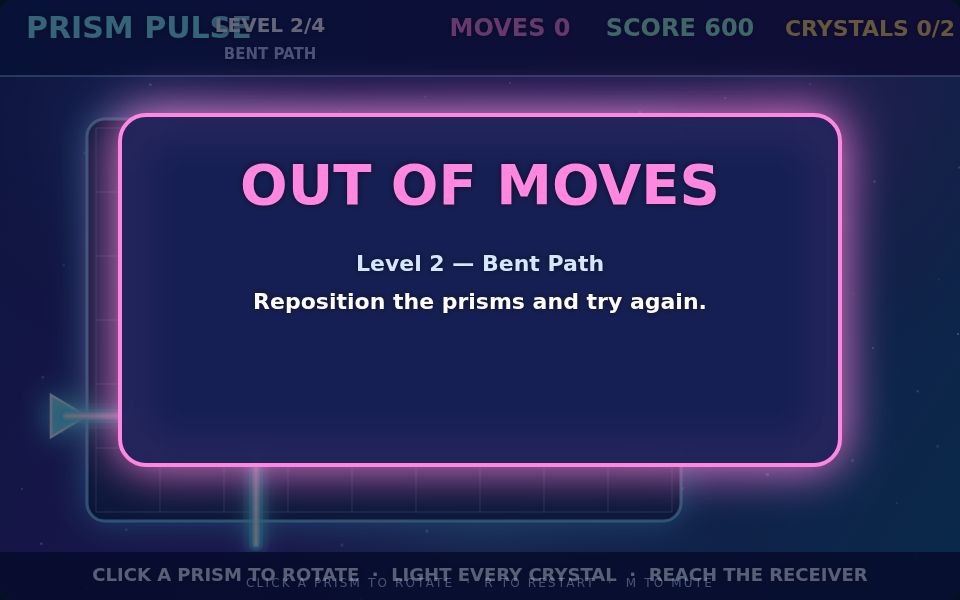 PRISM PULSE
LEVEL 2/4
BENT PATH
MOVES 0
SCORE 600
CRYSTALS 0/2
OUT OF MOVES
Level 2 — Bent Path
Reposition the prisms and try again.
CLICK A PRISM TO ROTATE · LIGHT EVERY CRYSTAL · REACH THE RECEIVER
CLICK A PRISM TO ROTATE · R TO RESTART · M TO MUTE